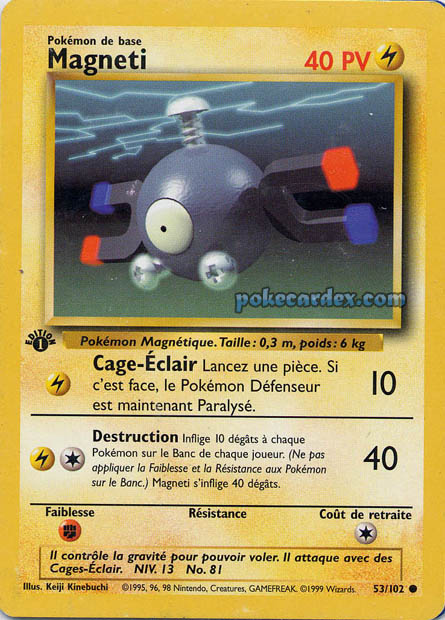 Pokémon de base
Magneti 40 PV
pokecardex.com
EDITION 1
Pokémon Magnétique. Taille : 0,3 m, poids : 6 kg
Cage-Éclair Lancez une pièce. Si
c'est face, le Pokémon Défenseur
est maintenant Paralysé.
10
Destruction Inflige 10 dégâts à chaque
Pokémon sur le Banc de chaque joueur. (Ne pas
appliquer la Faiblesse et la Résistance aux Pokémon
sur le Banc.) Magneti s'inflige 40 dégâts.
40
Faiblesse Résistance Coût de retraite
Il contrôle la gravité pour pouvoir voler. Il attaque avec des
Cages-Éclair. NIV. 13 No. 81
Illus. Keiji Kinebuchi ©1995, 96, 98 Nintendo, Creatures, GAMEFREAK. ©1999 Wizards. 53/102